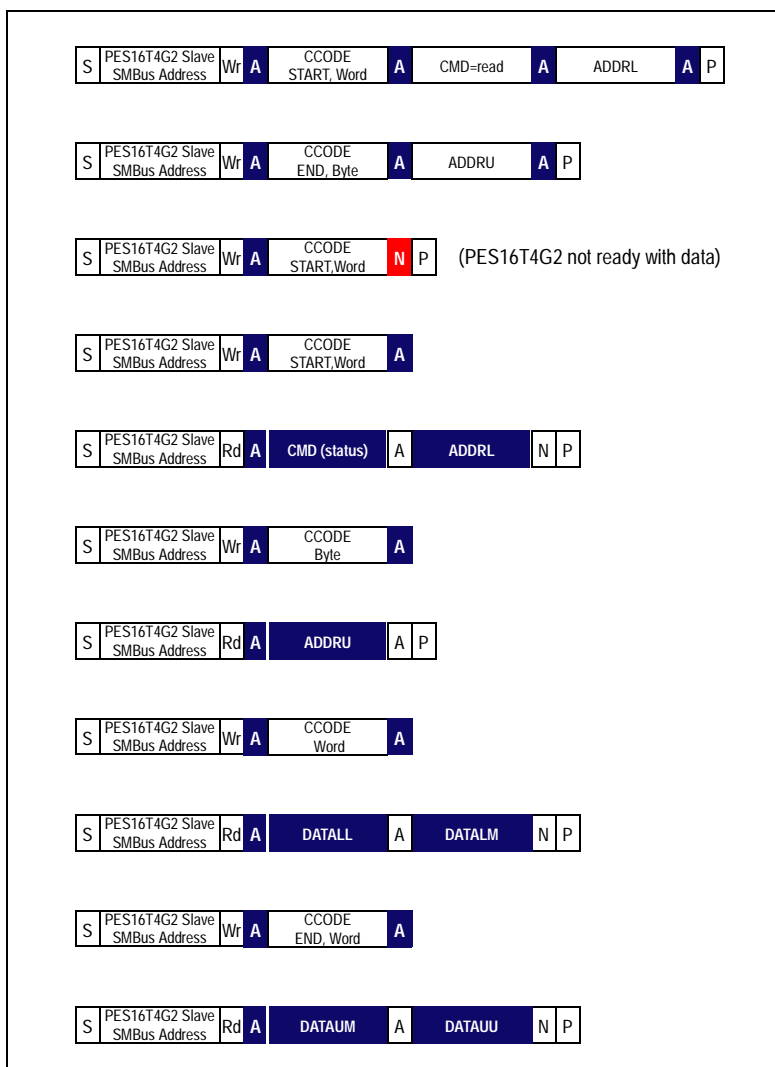 S PES16T4G2 Slave SMBus Address Wr A CCODE START, Word A CMD=read A ADDRL A P
S PES16T4G2 Slave SMBus Address Wr A CCODE END, Byte A ADDRU A P
S PES16T4G2 Slave SMBus Address Wr A CCODE START,Word N P (PES16T4G2 not ready with data)
S PES16T4G2 Slave SMBus Address Wr A CCODE START,Word A
S PES16T4G2 Slave SMBus Address Rd A CMD (status) A ADDRL N P
S PES16T4G2 Slave SMBus Address Wr A CCODE Byte A
S PES16T4G2 Slave SMBus Address Rd A ADDRU A P
S PES16T4G2 Slave SMBus Address Wr A CCODE Word A
S PES16T4G2 Slave SMBus Address Rd A DATALL A DATALM N P
S PES16T4G2 Slave SMBus Address Wr A CCODE END, Word A
S PES16T4G2 Slave SMBus Address Rd A DATAUM A DATAUU N P